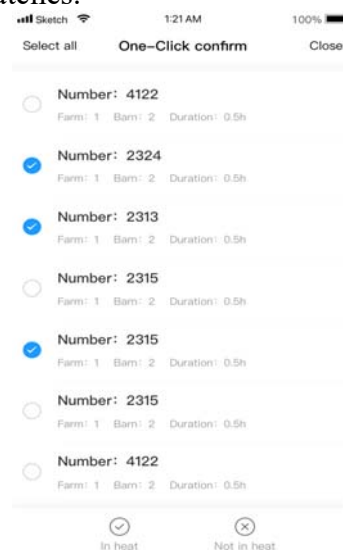 Sketch 1:21 AM 100%
Select all One-Click confirm Close
Number: 4122
Farm: 1 Barn: 2 Duration: 0.5h
Number: 2324
Farm: 1 Barn: 2 Duration: 0.5h
Number: 2313
Farm: 1 Barn: 2 Duration: 0.5h
Number: 2315
Farm: 1 Barn: 2 Duration: 0.5h
Number: 2315
Farm: 1 Barn: 2 Duration: 0.5h
Number: 2315
Farm: 1 Barn: 2 Duration: 0.5h
Number: 4122
Farm: 1 Barn: 2 Duration: 0.5h
In heat Not in heat